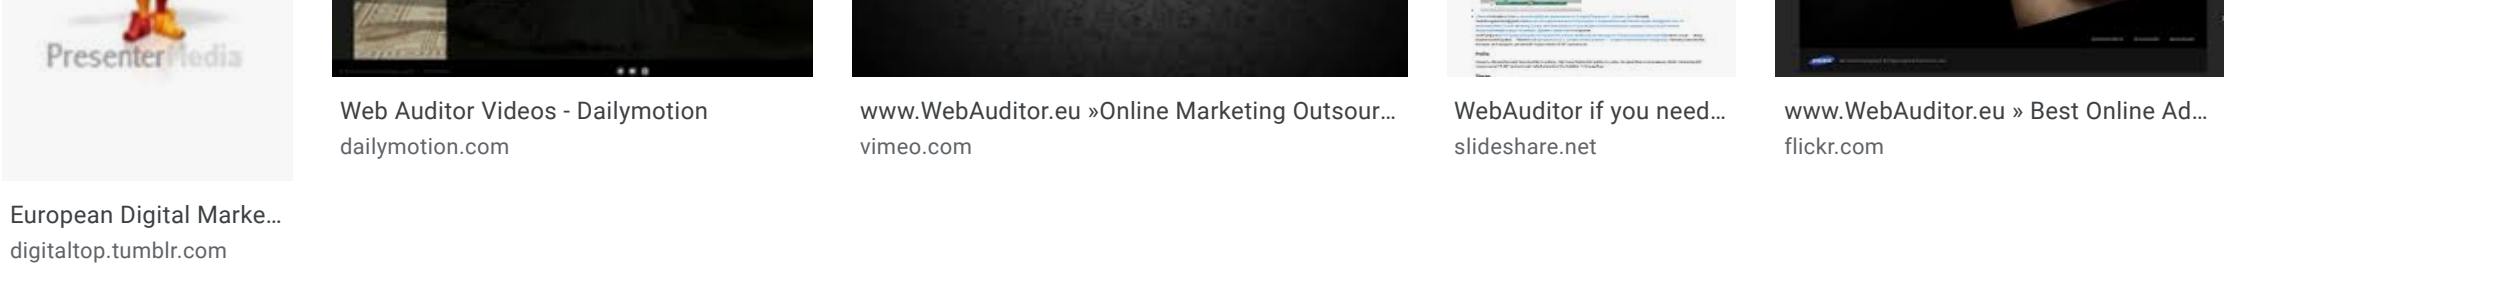 PresenterMedia
Web Auditor Videos - Dailymotion
dailymotion.com
www.WebAuditor.eu »Online Marketing Outsour...
vimeo.com
WebAuditor if you need...
slideshare.net
www.WebAuditor.eu » Best Online Ad...
flickr.com
European Digital Marke...
digitaltop.tumblr.com